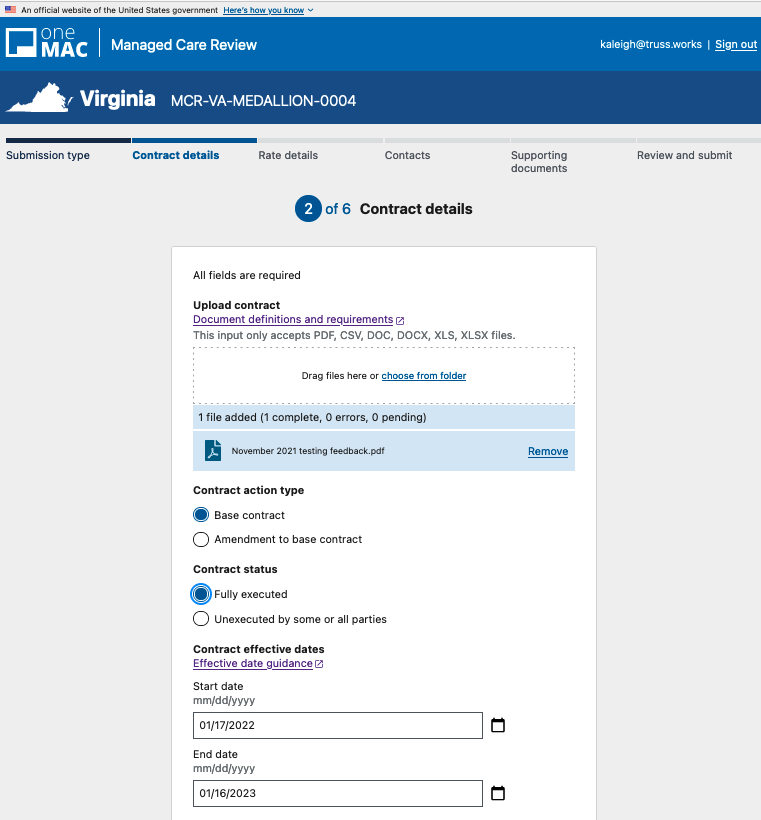 An official website of the United States government Here's how you know
one
MAC
Managed Care Review
kaleigh@truss.works | Sign out
Virginia MCR-VA-MEDALLION-0004
Submission type
Contract details
Rate details
Contacts
Supporting
documents
Review and submit
2 of 6 Contract details
All fields are required
Upload contract
Document definitions and requirements
This input only accepts PDF, CSV, DOC, DOCX, XLS, XLSX files.
Drag files here or choose from folder
1 file added (1 complete, 0 errors, 0 pending)
November 2021 testing feedback.pdf Remove
Contract action type
Base contract
Amendment to base contract
Contract status
Fully executed
Unexecuted by some or all parties
Contract effective dates
Effective date guidance
Start date
mm/dd/yyyy
01/17/2022
End date
mm/dd/yyyy
01/16/2023